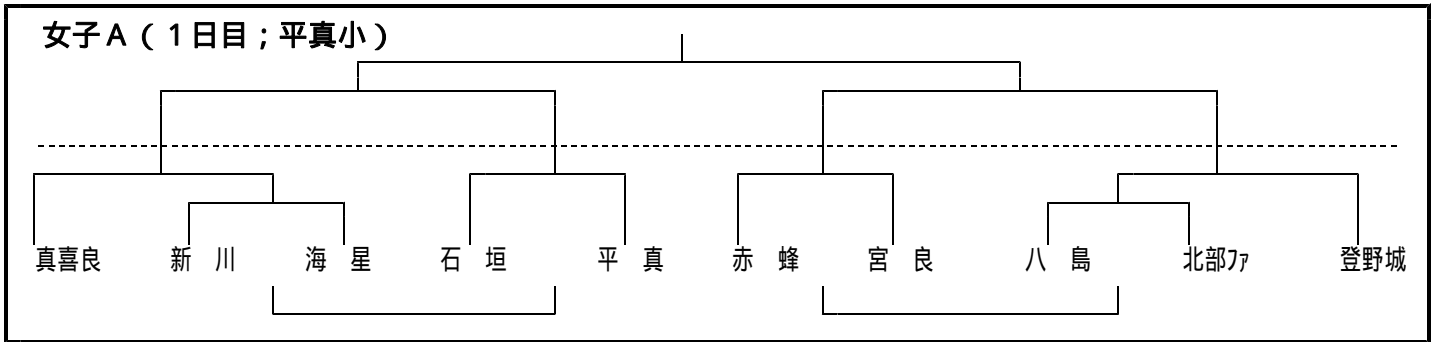 女子A（1日目；平真小）
真喜良　新　川　海　星　石　垣　平　真　赤　蜂　宮　良　八　島　北部ﾌｧ　登野城